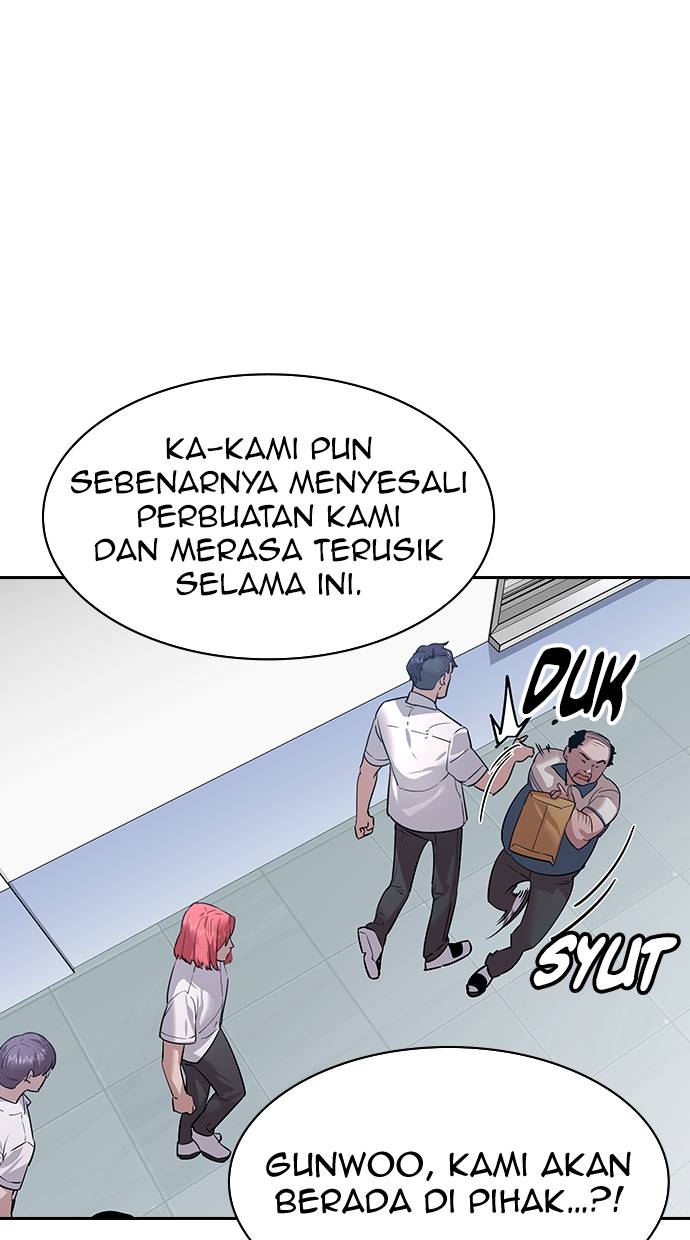 KA-KAMI PUN
SEBENARNYA MENYESALI
PERBUATAN KAMI
DAN MERASA TERUSIK
SELAMA INI.
DUK
SYUT
GUNWOO, KAMI AKAN
BERADA DI PIHAK...?!